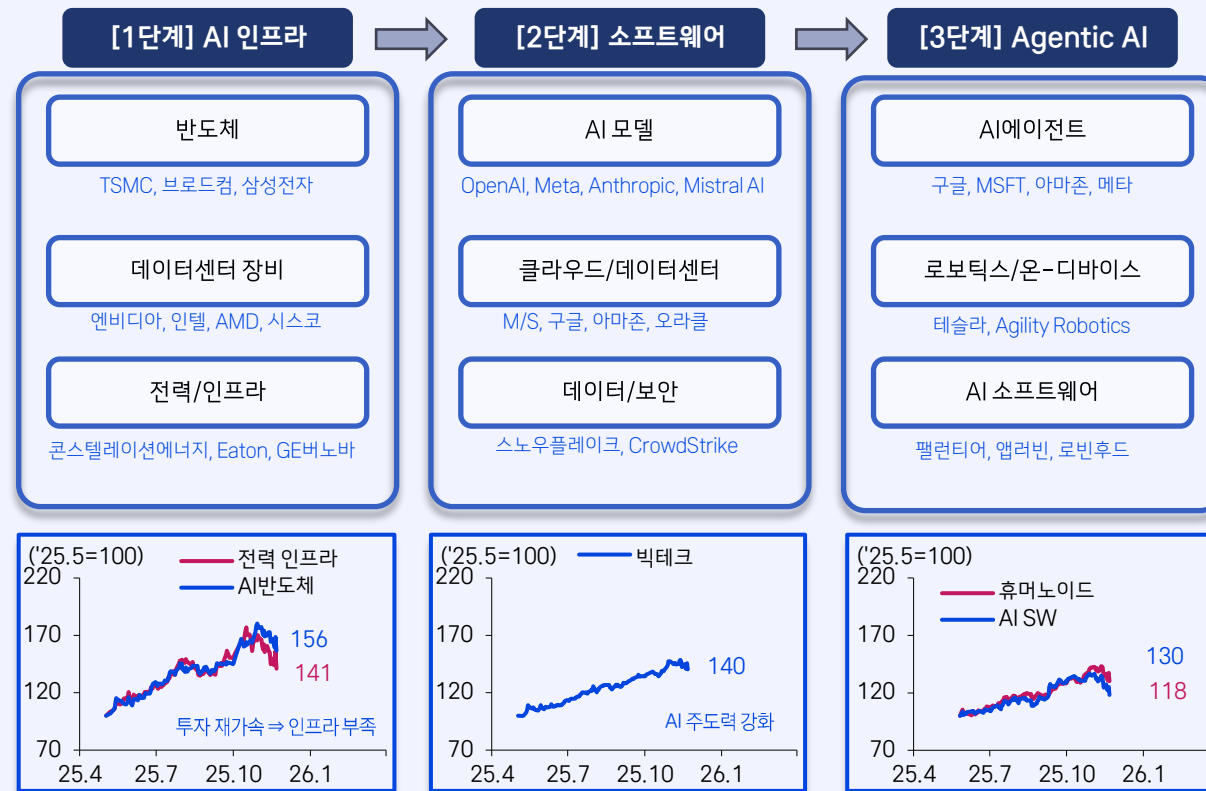 [1단계] AI 인프라
[2단계] 소프트웨어
[3단계] Agentic AI
반도체
TSMC, 브로드컴, 삼성전자
데이터센터 장비
엔비디아, 인텔, AMD, 시스코
전력/인프라
콘스텔레이션에너지, Eaton, GE버노바
AI 모델
OpenAI, Meta, Anthropic, Mistral AI
클라우드/데이터센터
M/S, 구글, 아마존, 오라클
데이터/보안
스노우플레이크, CrowdStrike
AI에이전트
구글, MSFT, 아마존, 메타
로보틱스/온-디바이스
테슬라, Agility Robotics
AI 소프트웨어
팰런티어, 앱러빈, 로빈후드
('25.5=100)
전력 인프라
AI반도체
220
170
120
70
156
141
투자 재가속 ⇒ 인프라 부족
25.4 25.7 25.10 26.1
('25.5=100)
빅테크
220
170
120
70
140
AI 주도력 강화
25.4 25.7 25.10 26.1
('25.5=100)
휴머노이드
AI SW
220
170
120
70
130
118
25.4 25.7 25.10 26.1